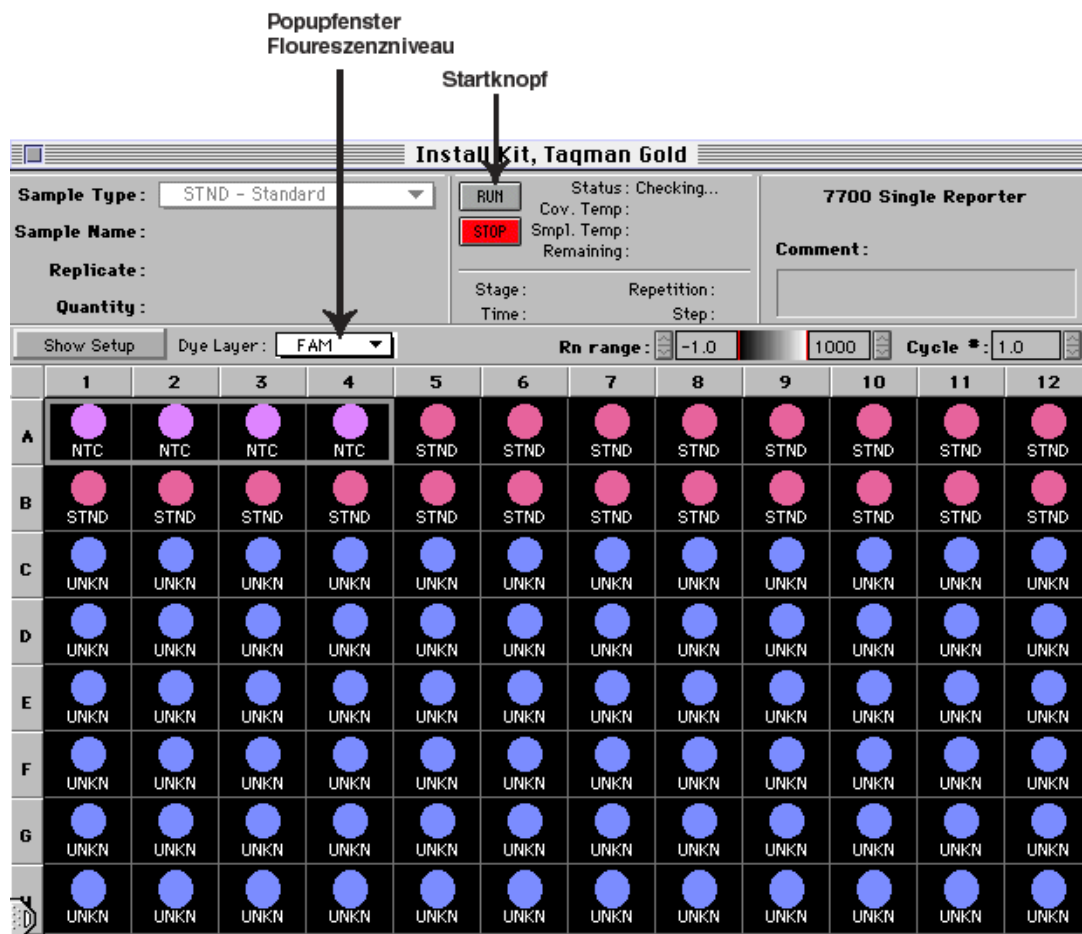 Popupfenster
Floureszenzniveau
Startknopf
Install Kit, Taqman Gold
Sample Type: STND - Standard
Sample Name:
Replicate:
Quantity:
RUN
STOP
Status: Checking...
Cov. Temp:
Smpl. Temp:
Remaining:
Stage: Repetition:
Time: Step:
7700 Single Reporter
Comment:
Show Setup Dye Layer: FAM Rn range: -1.0 1000 Cycle #: 1.0
1 2 3 4 5 6 7 8 9 10 11 12
A
NTC NTC NTC NTC STND STND STND STND STND STND STND STND
B
STND STND STND STND STND STND STND STND STND STND STND STND
C
UNKN UNKN UNKN UNKN UNKN UNKN UNKN UNKN UNKN UNKN UNKN UNKN
D
UNKN UNKN UNKN UNKN UNKN UNKN UNKN UNKN UNKN UNKN UNKN UNKN
E
UNKN UNKN UNKN UNKN UNKN UNKN UNKN UNKN UNKN UNKN UNKN UNKN
F
UNKN UNKN UNKN UNKN UNKN UNKN UNKN UNKN UNKN UNKN UNKN UNKN
G
UNKN UNKN UNKN UNKN UNKN UNKN UNKN UNKN UNKN UNKN UNKN UNKN
UNKN UNKN UNKN UNKN UNKN UNKN UNKN UNKN UNKN UNKN UNKN UNKN